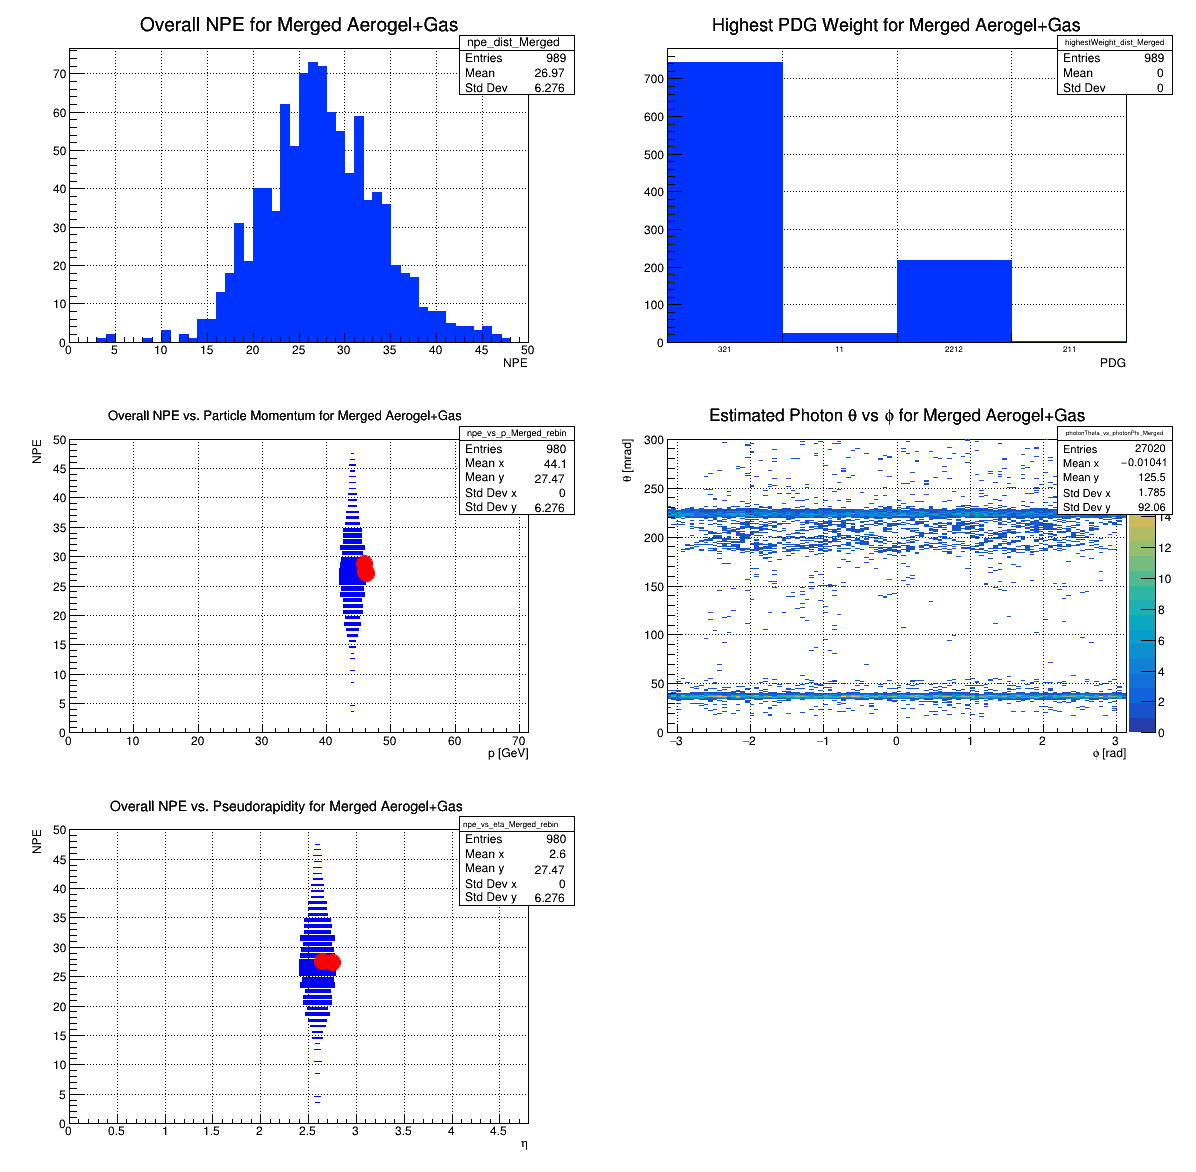 Overall NPE for Merged Aerogel+Gas
npe_dist_Merged
Entries 989
Mean 26.97
Std Dev 6.276
70
60
50
40
30
20
10
0
0 5 10 15 20 25 30 35 40 45 50
NPE
Highest PDG Weight for Merged Aerogel+Gas
highestWeight_dist_Merged
Entries 989
Mean 0
Std Dev 0
700
600
500
400
300
200
100
0
321 11 2212 211
PDG
Overall NPE vs. Particle Momentum for Merged Aerogel+Gas
npe_vs_p_Merged_rebin
Entries 980
Mean x 44.1
Mean y 27.47
Std Dev x 0
Std Dev y 6.276
NPE
50
45
40
35
30
25
20
15
10
5
0
0 10 20 30 40 50 60 70
p [GeV]
Estimated Photon θ vs ϕ for Merged Aerogel+Gas
photonTheta_vs_photonPhi_Merged
Entries 27020
Mean x −0.01041
Mean y 125.5
Std Dev x 1.785
Std Dev y 92.06
θ [mrad]
300
250
200
150
100
50
0
−3 −2 −1 0 1 2 3
ϕ [rad]
14
12
10
8
6
4
2
0
Overall NPE vs. Pseudorapidity for Merged Aerogel+Gas
npe_vs_eta_Merged_rebin
Entries 980
Mean x 2.6
Mean y 27.47
Std Dev x 0
Std Dev y 6.276
NPE
50
45
40
35
30
25
20
15
10
5
0
0 0.5 1 1.5 2 2.5 3 3.5 4 4.5
η